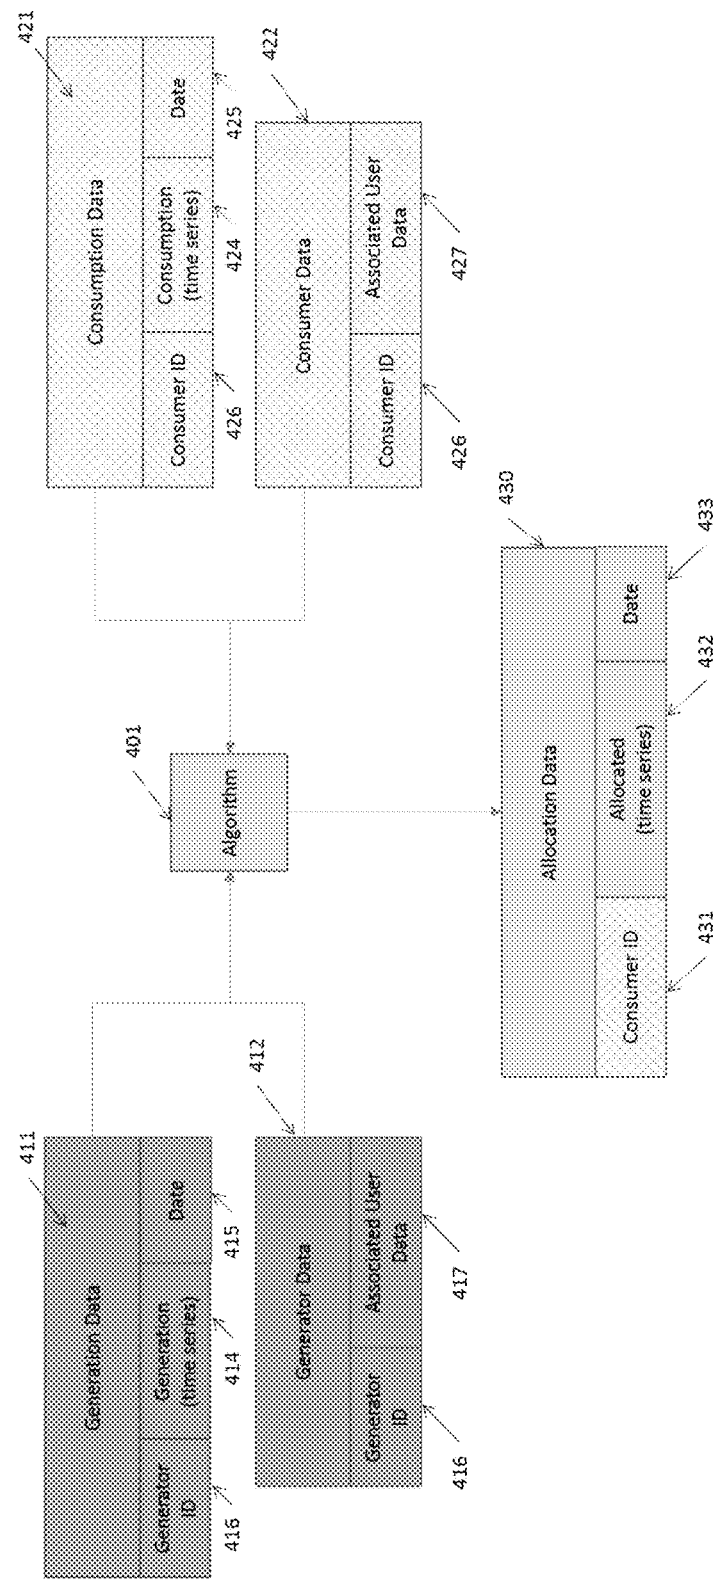 411
Generation Data
Generator
ID
Generation
(time series)
Date
416
414
415
412
Generator Data
Generator
ID
Associated User
Data
416
417
401
Algorithm
421
Consumption Data
Consumer ID
Consumption
(time series)
Date
426
424
425
422
Consumer Data
Consumer ID
Associated User
Data
426
427
430
Allocation Data
Consumer ID
Allocated
(time series)
Date
431
432
433